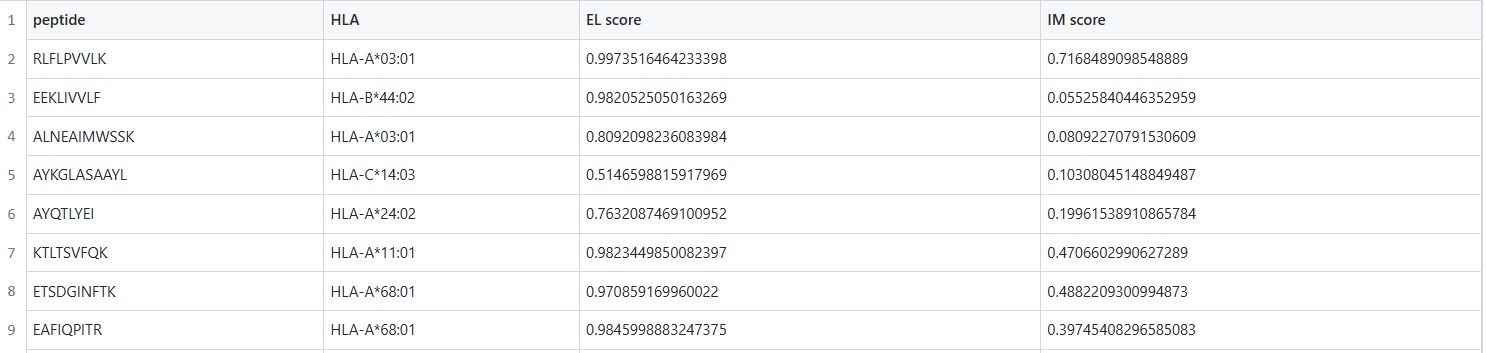 1 peptide HLA EL score IM score
2 RLFLPVVLK HLA-A*03:01 0.9973516464233398 0.7168489098548889
3 EEKLIVVLF HLA-B*44:02 0.9820525050163269 0.05525840446352959
4 ALNEAIMWSSK HLA-A*03:01 0.8092098236083984 0.08092270791530609
5 AYKGLASAAYL HLA-C*14:03 0.5146598815917969 0.10308045148849487
6 AYQTLYEI HLA-A*24:02 0.7632087469100952 0.19961538910865784
7 KTLTSVFQK HLA-A*11:01 0.9823449850082397 0.4706602990627289
8 ETSDGINFTK HLA-A*68:01 0.970859169960022 0.4882209300994873
9 EAFIQPITR HLA-A*68:01 0.9845998883247375 0.39745408296585083